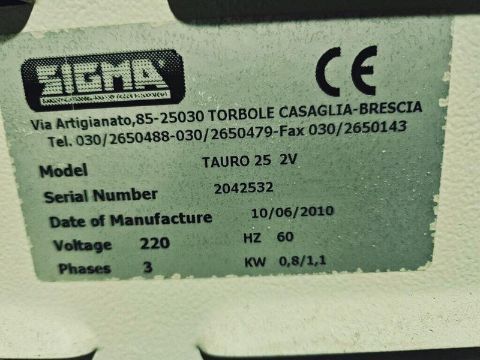 SIGMA
Via Artigianato,85-25030 TORBOLE CASAGLIA-BRESCIA
Tel. 030/2650488-030/2650479-Fax 030/2650143
CE
Model TAURO 25 2V
Serial Number 2042532
Date of Manufacture 10/06/2010
Voltage 220 HZ 60
Phases 3 KW 0,8/1,1